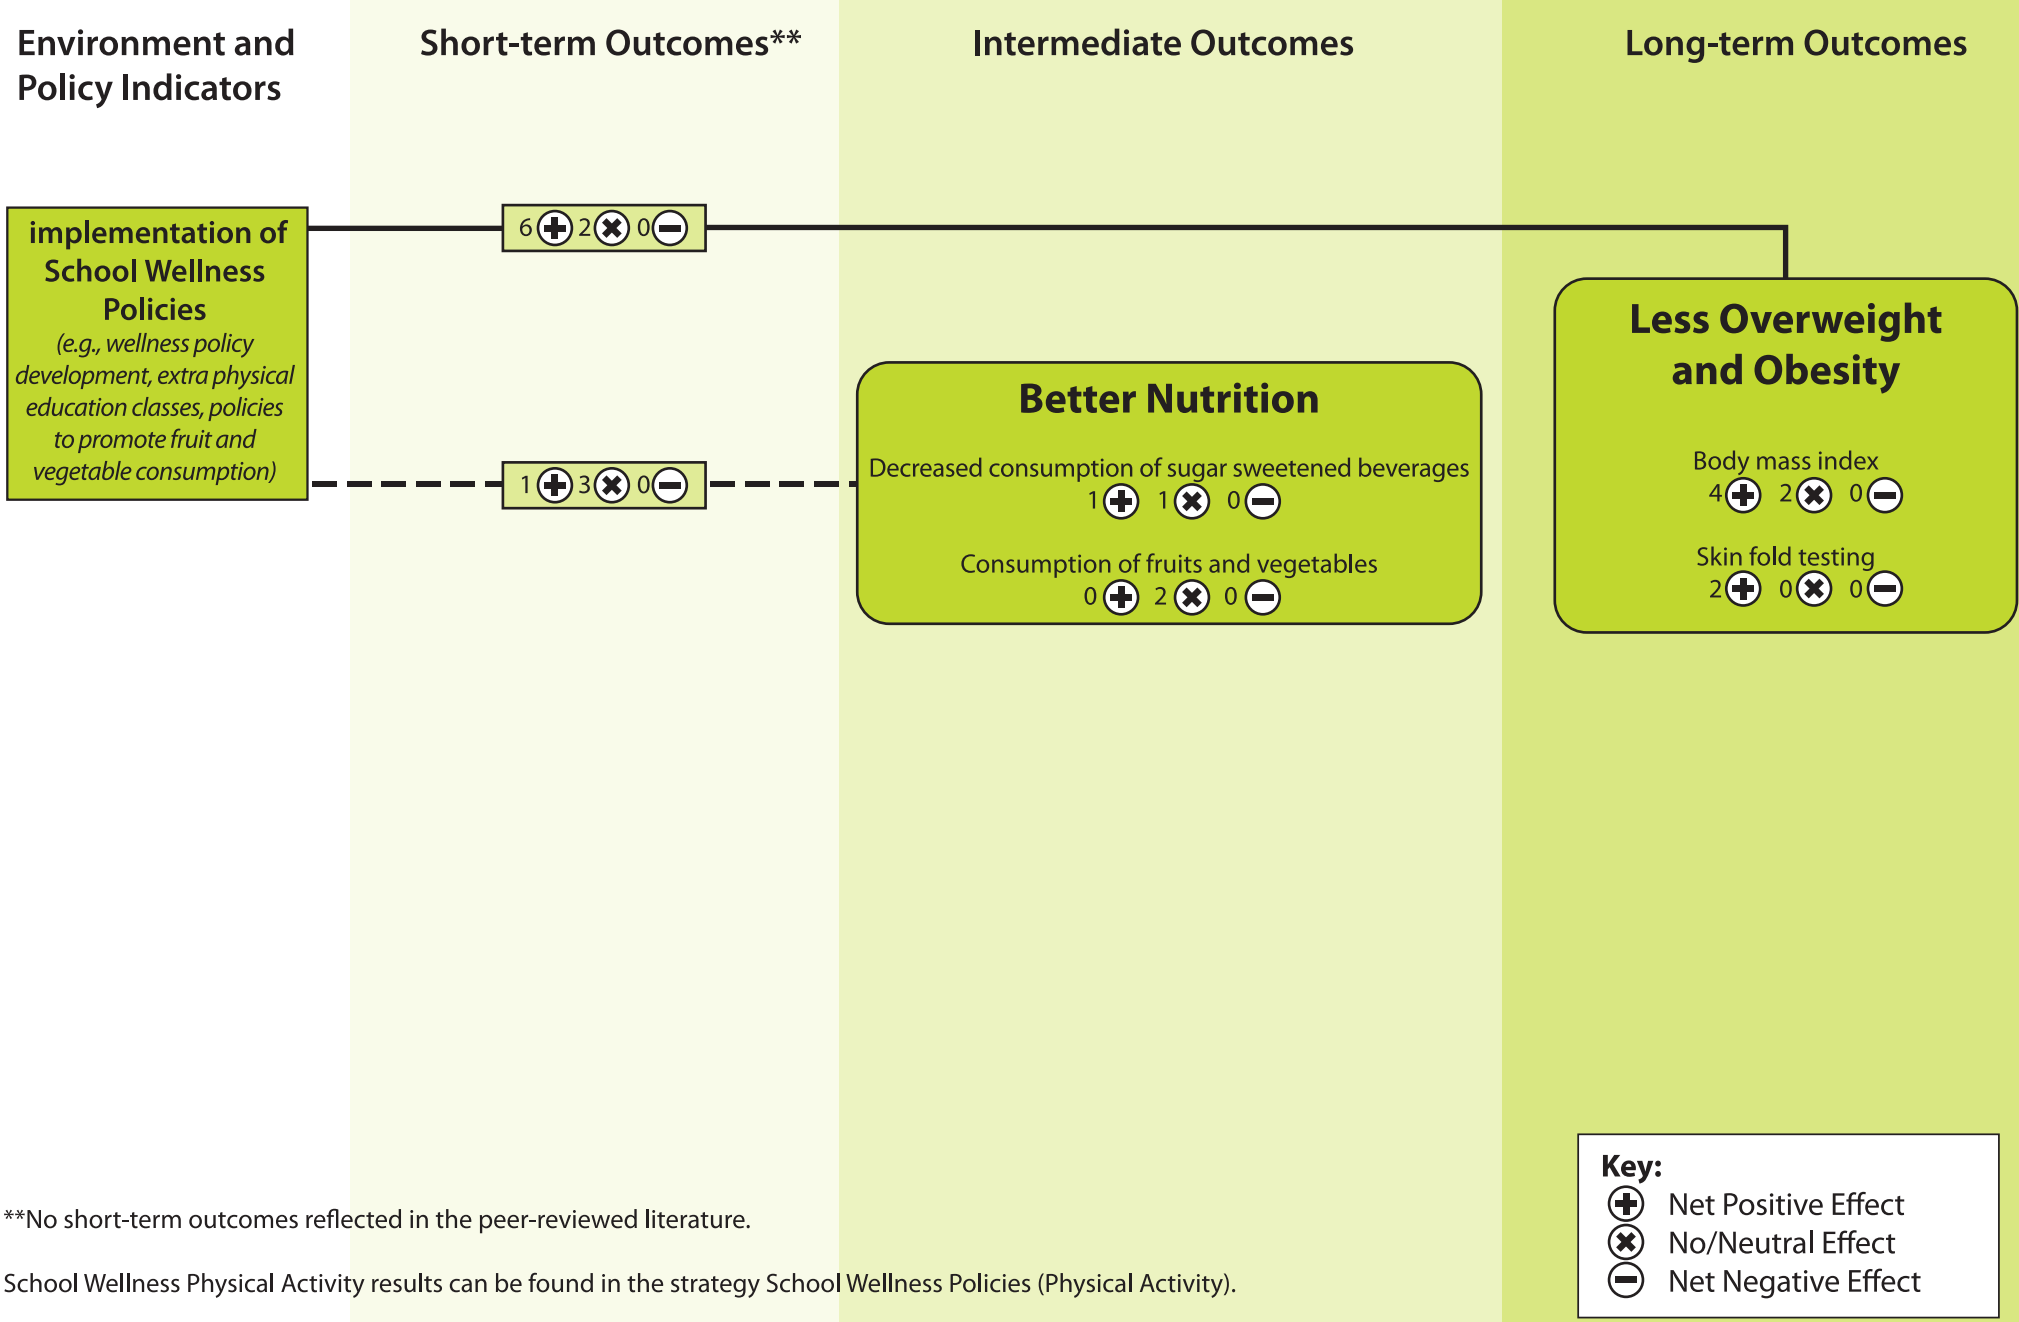 Environment and
Policy Indicators
Short-term Outcomes**
Intermediate Outcomes
Long-term Outcomes
implementation of
School Wellness
Policies
(e.g., wellness policy
development, extra physical
education classes, policies
to promote fruit and
vegetable consumption)
6 + 2 × 0 −
1 + 3 × 0 −
Better Nutrition
Decreased consumption of sugar sweetened beverages
1 + 1 × 0 −
Consumption of fruits and vegetables
0 + 2 × 0 −
Less Overweight
and Obesity
Body mass index
4 + 2 × 0 −
Skin fold testing
2 + 0 × 0 −
Key:
+ Net Positive Effect
× No/Neutral Effect
− Net Negative Effect
**No short-term outcomes reflected in the peer-reviewed literature.
School Wellness Physical Activity results can be found in the strategy School Wellness Policies (Physical Activity).